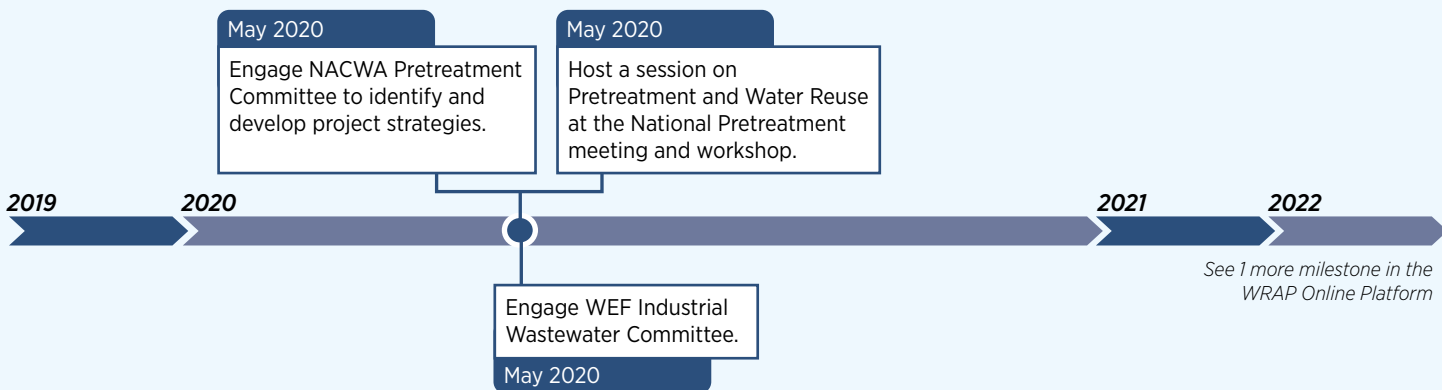 May 2020
Engage NACWA Pretreatment
Committee to identify and
develop project strategies.
May 2020
Host a session on
Pretreatment and Water Reuse
at the National Pretreatment
meeting and workshop.
2019
2020
2021
2022
See 1 more milestone in the
WRAP Online Platform
Engage WEF Industrial
Wastewater Committee.
May 2020